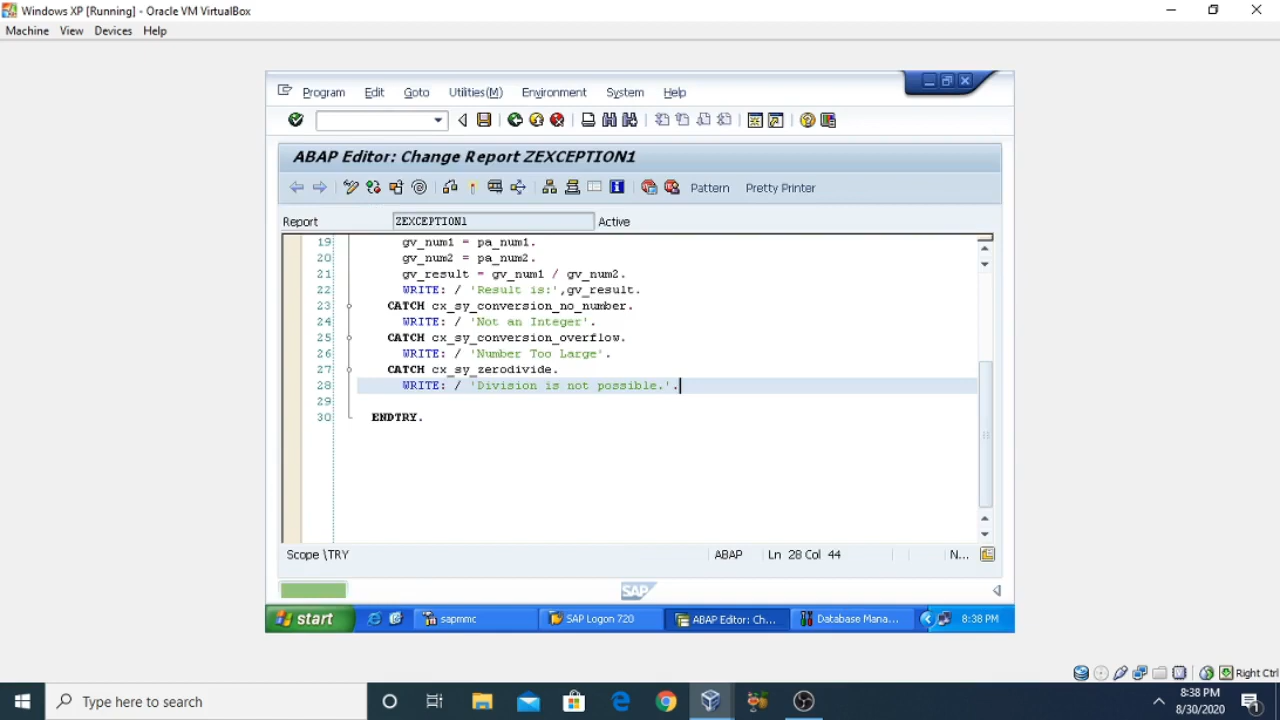 Windows XP [Running] - Oracle VM VirtualBox
Machine View Devices Help
Program Edit Goto Utilities(M) Environment System Help
ABAP Editor: Change Report ZEXCEPTION1
Pattern Pretty Printer
Report ZEXCEPTION1 Active
19 gv_num1 = pa_num1.
20 gv_num2 = pa_num2.
21 gv_result = gv_num1 / gv_num2.
22 WRITE: / 'Result is:',gv_result.
23 CATCH cx_sy_conversion_no_number.
24 WRITE: / 'Not an Integer'.
25 CATCH cx_sy_conversion_overflow.
26 WRITE: / 'Number Too Large'.
27 CATCH cx_sy_zerodivide.
28 WRITE: / 'Division is not possible.'.
29
30 ENDTRY.
Scope \TRY ABAP Ln 28 Col 44 N...
SAP
start sapmmc SAP Logon 720 ABAP Editor: Ch... Database Mana... 8:38 PM
Right Ctrl
Type here to search
8:38 PM
8/30/2020
1